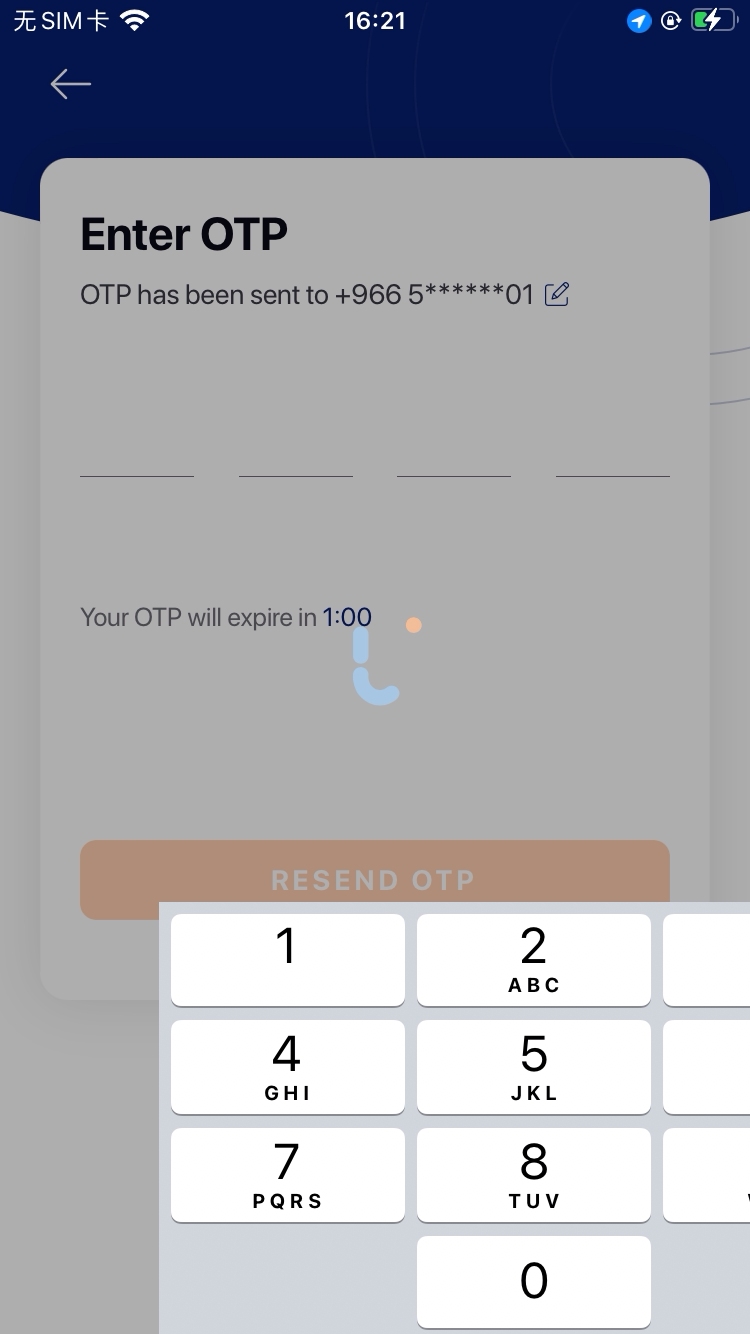 无SIM卡 16:21
Enter OTP
OTP has been sent to +966 5******01
Your OTP will expire in 1:00
RESEND OTP
1 2
ABC
4 5
GHI JKL
7 8
PQRS TUV
0